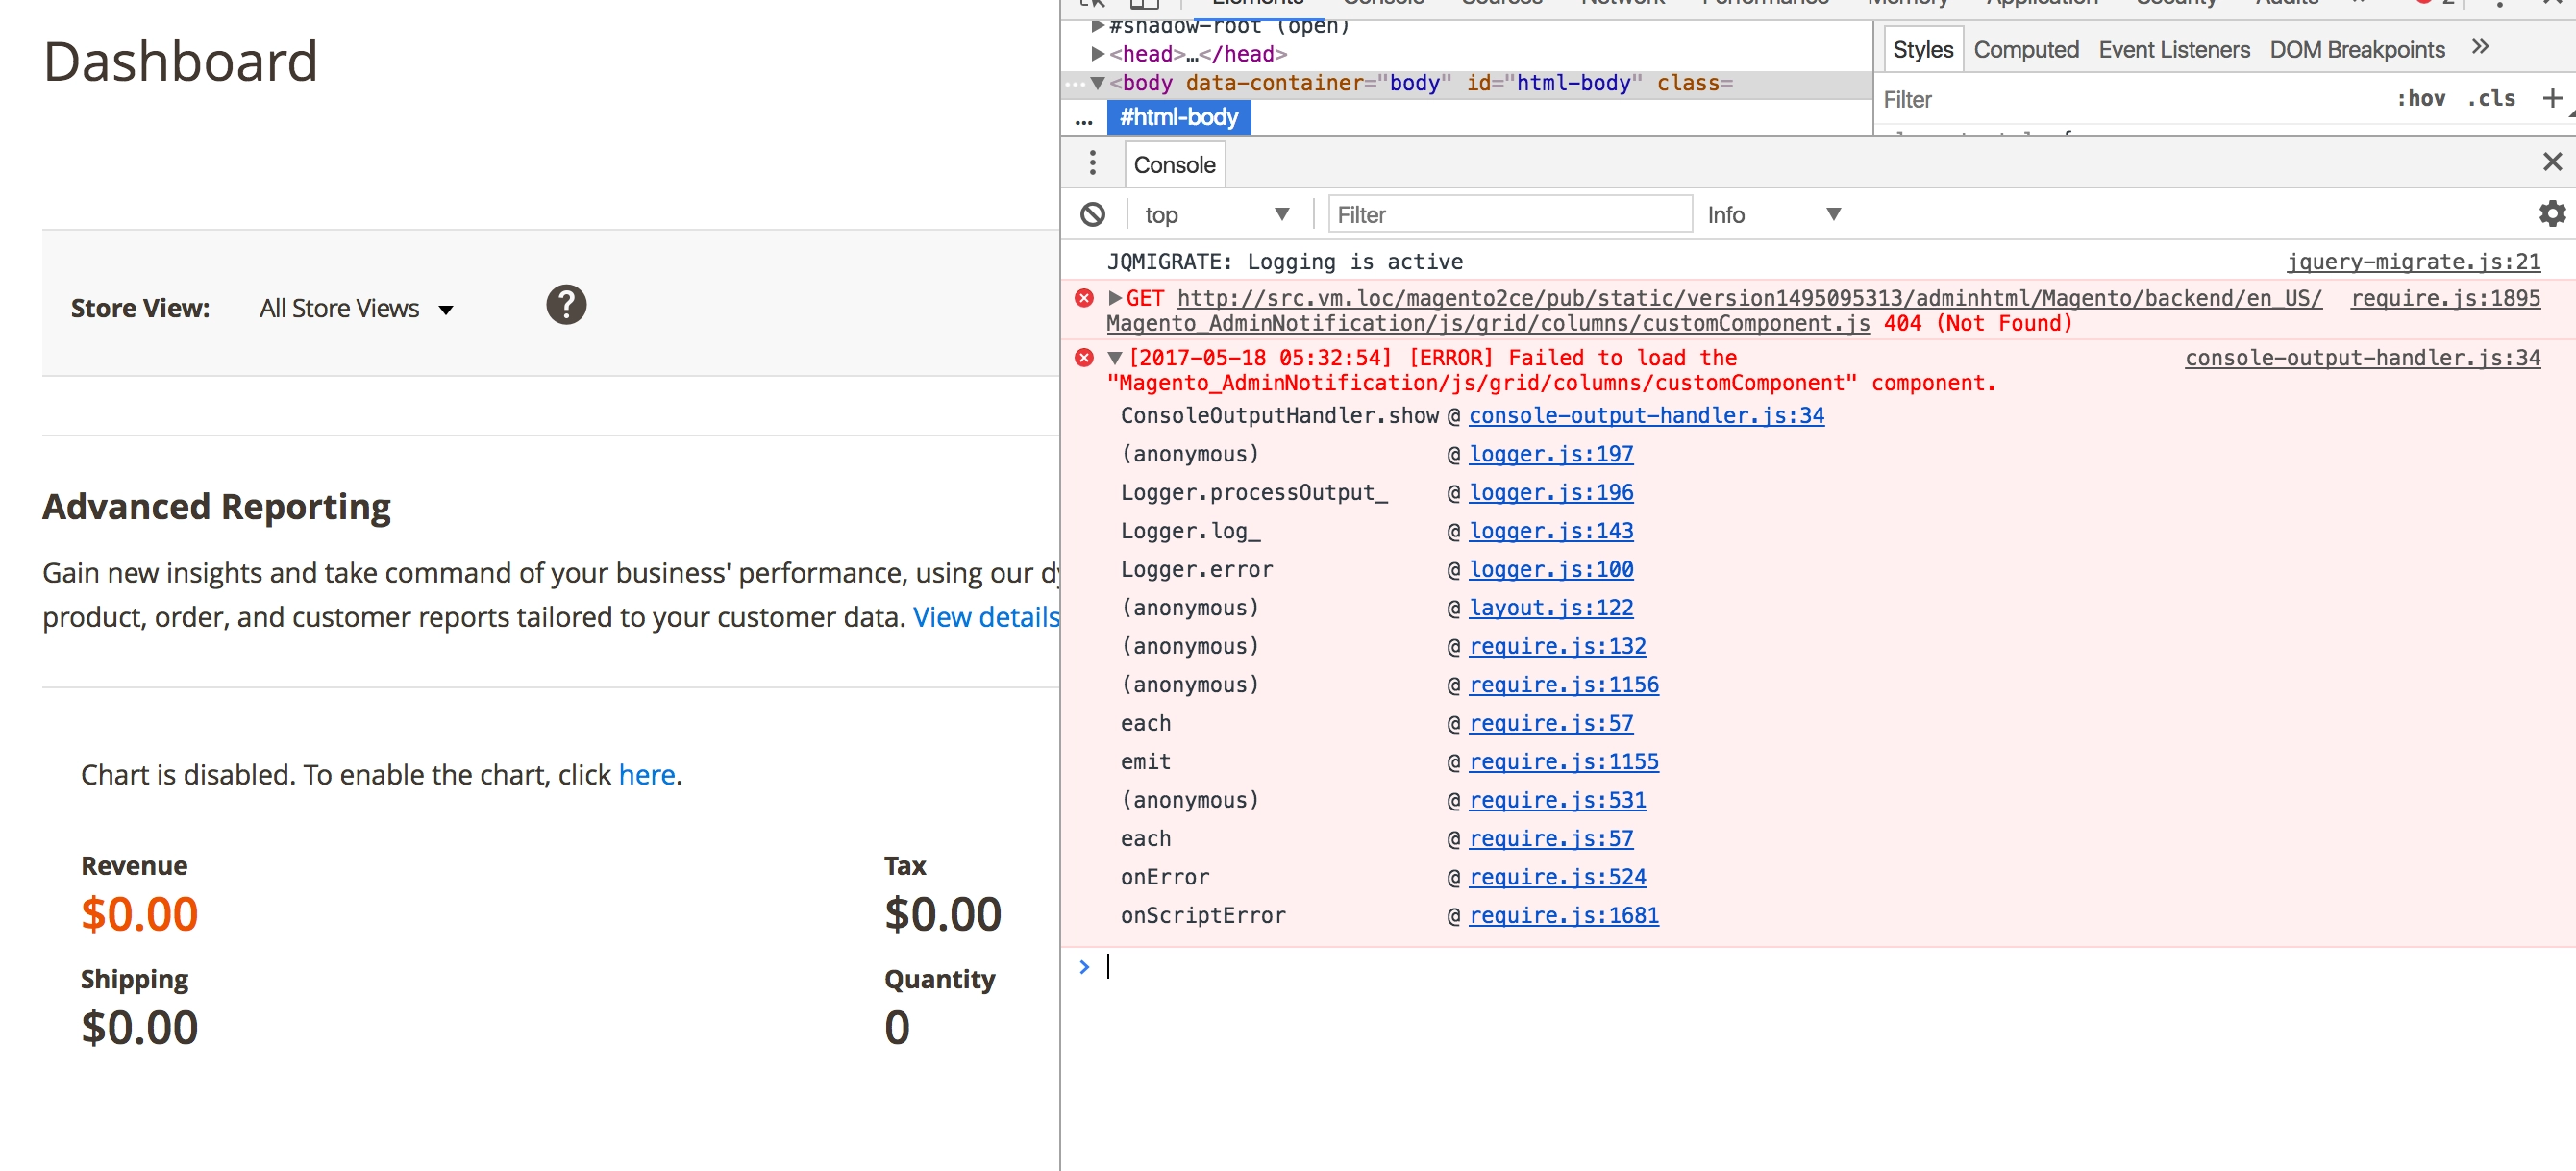 Dashboard
Store View: All Store Views ?
Advanced Reporting
Gain new insights and take command of your business' performance, using our
product, order, and customer reports tailored to your customer data. View details
Chart is disabled. To enable the chart, click here.
Revenue
$0.00
Tax
$0.00
Shipping
$0.00
Quantity
0
Elements Console Sources Network Performance Memory Application Security Audits » 2
#shadow-root (open)
<head>…</head>
<body data-container="body" id="html-body" class=
... #html-body
Styles Computed Event Listeners DOM Breakpoints »
Filter :hov .cls +
Console
top Filter Info
JQMIGRATE: Logging is active jquery-migrate.js:21
GET http://src.vm.loc/magento2ce/pub/static/version1495095313/adminhtml/Magento/backend/en_US/ require.js:1895
Magento_AdminNotification/js/grid/columns/customComponent.js 404 (Not Found)
[2017-05-18 05:32:54] [ERROR] Failed to load the console-output-handler.js:34
"Magento_AdminNotification/js/grid/columns/customComponent" component.
ConsoleOutputHandler.show @ console-output-handler.js:34
(anonymous) @ logger.js:197
Logger.processOutput_ @ logger.js:196
Logger.log_ @ logger.js:143
Logger.error @ logger.js:100
(anonymous) @ layout.js:122
(anonymous) @ require.js:132
(anonymous) @ require.js:1156
each @ require.js:57
emit @ require.js:1155
(anonymous) @ require.js:531
each @ require.js:57
onError @ require.js:524
onScriptError @ require.js:1681